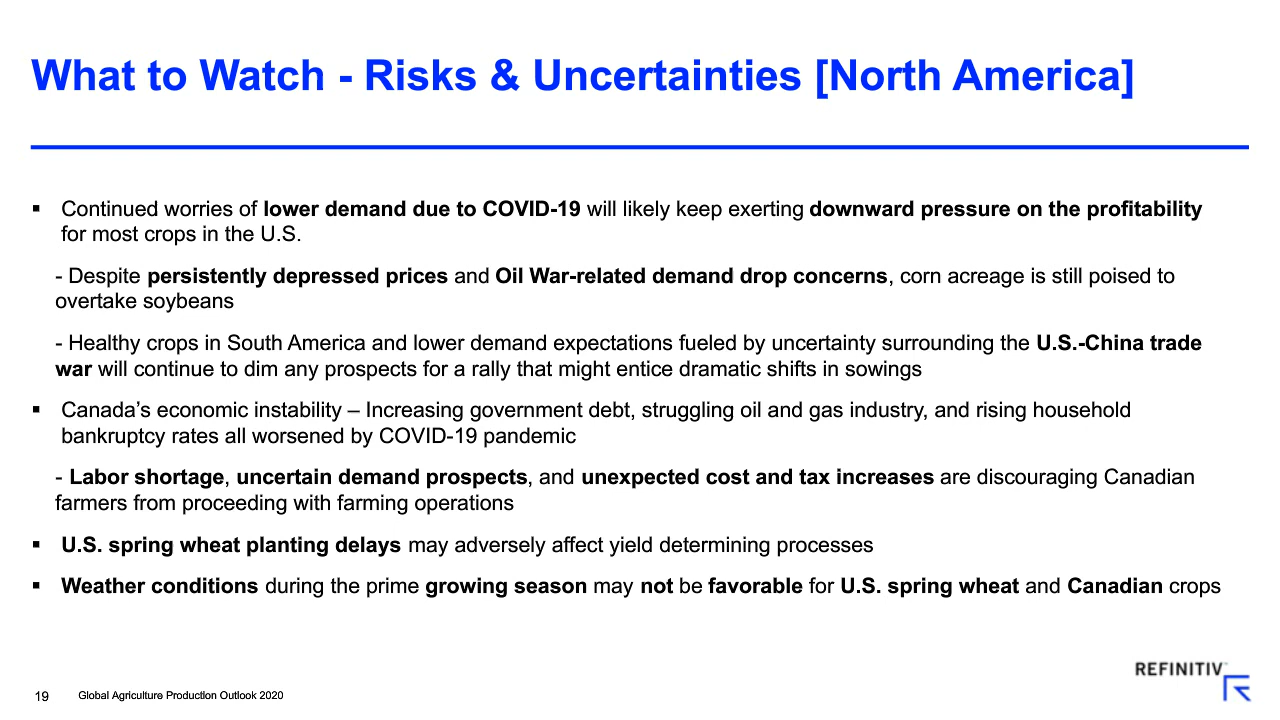 What to Watch - Risks & Uncertainties [North America]
▪ Continued worries of lower demand due to COVID-19 will likely keep exerting downward pressure on the profitability
for most crops in the U.S.
- Despite persistently depressed prices and Oil War-related demand drop concerns, corn acreage is still poised to
overtake soybeans
- Healthy crops in South America and lower demand expectations fueled by uncertainty surrounding the U.S.-China trade
war will continue to dim any prospects for a rally that might entice dramatic shifts in sowings
▪ Canada’s economic instability – Increasing government debt, struggling oil and gas industry, and rising household
bankruptcy rates all worsened by COVID-19 pandemic
- Labor shortage, uncertain demand prospects, and unexpected cost and tax increases are discouraging Canadian
farmers from proceeding with farming operations
▪ U.S. spring wheat planting delays may adversely affect yield determining processes
▪ Weather conditions during the prime growing season may not be favorable for U.S. spring wheat and Canadian crops
REFINITIV
19 Global Agriculture Production Outlook 2020